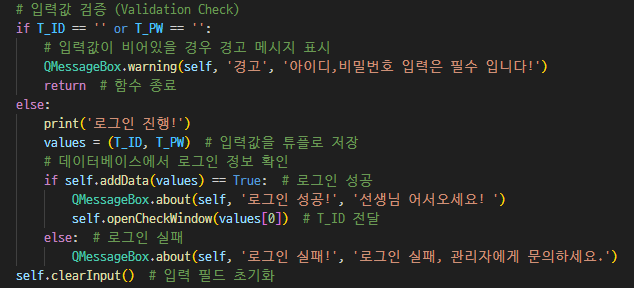 # 입력값 검증 (Validation Check)
if T_ID == '' or T_PW == '':
    # 입력값이 비어있을 경우 경고 메시지 표시
    QMessageBox.warning(self, '경고', '아이디,비밀번호 입력은 필수 입니다!')
    return  # 함수 종료
else:
    print('로그인 진행!')
    values = (T_ID, T_PW)  # 입력값을 튜플로 저장
    # 데이터베이스에서 로그인 정보 확인
    if self.addData(values) == True:  # 로그인 성공
        QMessageBox.about(self, '로그인 성공!', '선생님 어서오세요! ')
        self.openCheckWindow(values[0])  # T_ID 전달
    else:  # 로그인 실패
        QMessageBox.about(self, '로그인 실패!', '로그인 실패, 관리자에게 문의하세요.')
self.clearInput()  # 입력 필드 초기화